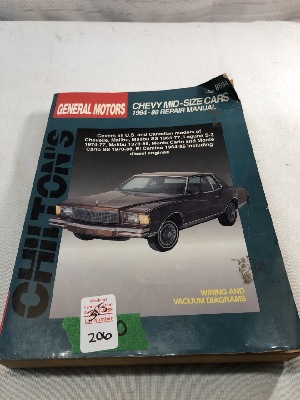 GENERAL MOTORS
CHEVY MID-SIZE CARS
1964-88 REPAIR MANUAL
Covers all U.S. and Canadian models of
Chevelle, Malibu, Malibu SS 1964-77, Laguna S-3
1973-77, Malibu 1978-83, Monte Carlo and Monte
Carlo SS 1970-88, El Camino 1964-88 including
diesel engines
CHILTON'S
WIRING AND
VACUUM DIAGRAMS
206